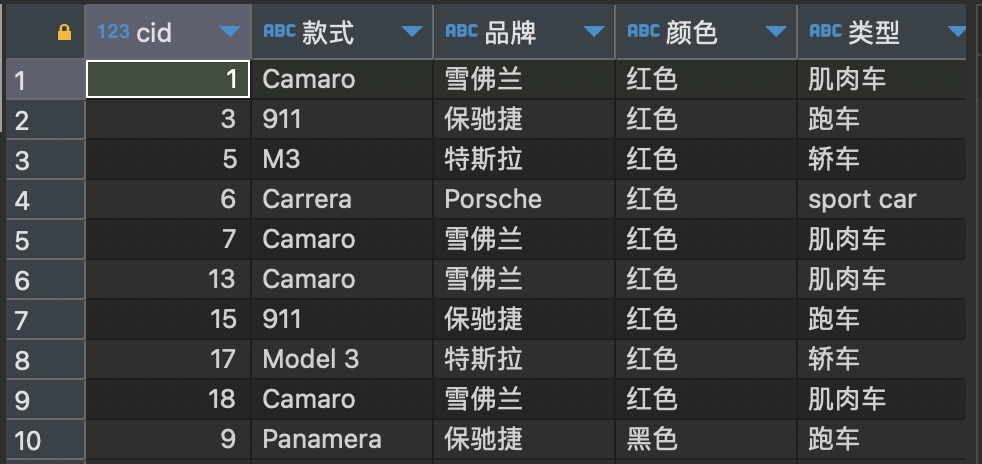 123 cid ABC 款式 ABC 品牌 ABC 颜色 ABC 类型
1 1 Camaro 雪佛兰 红色 肌肉车
2 3 911 保驰捷 红色 跑车
3 5 M3 特斯拉 红色 轿车
4 6 Carrera Porsche 红色 sport car
5 7 Camaro 雪佛兰 红色 肌肉车
6 13 Camaro 雪佛兰 红色 肌肉车
7 15 911 保驰捷 红色 跑车
8 17 Model 3 特斯拉 红色 轿车
9 18 Camaro 雪佛兰 红色 肌肉车
10 9 Panamera 保驰捷 黑色 跑车